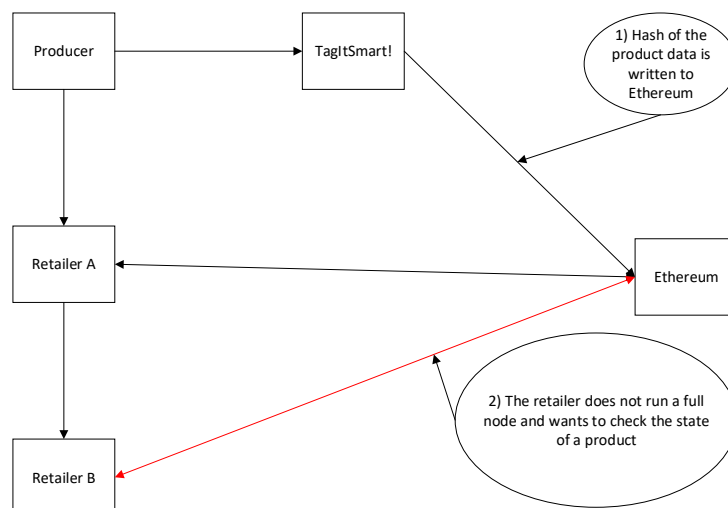 Producer
TagItSmart!
1) Hash of the
product data is
written to
Ethereum
Retailer A
Ethereum
2) The retailer does not run a full
node and wants to check the state
of a product
Retailer B